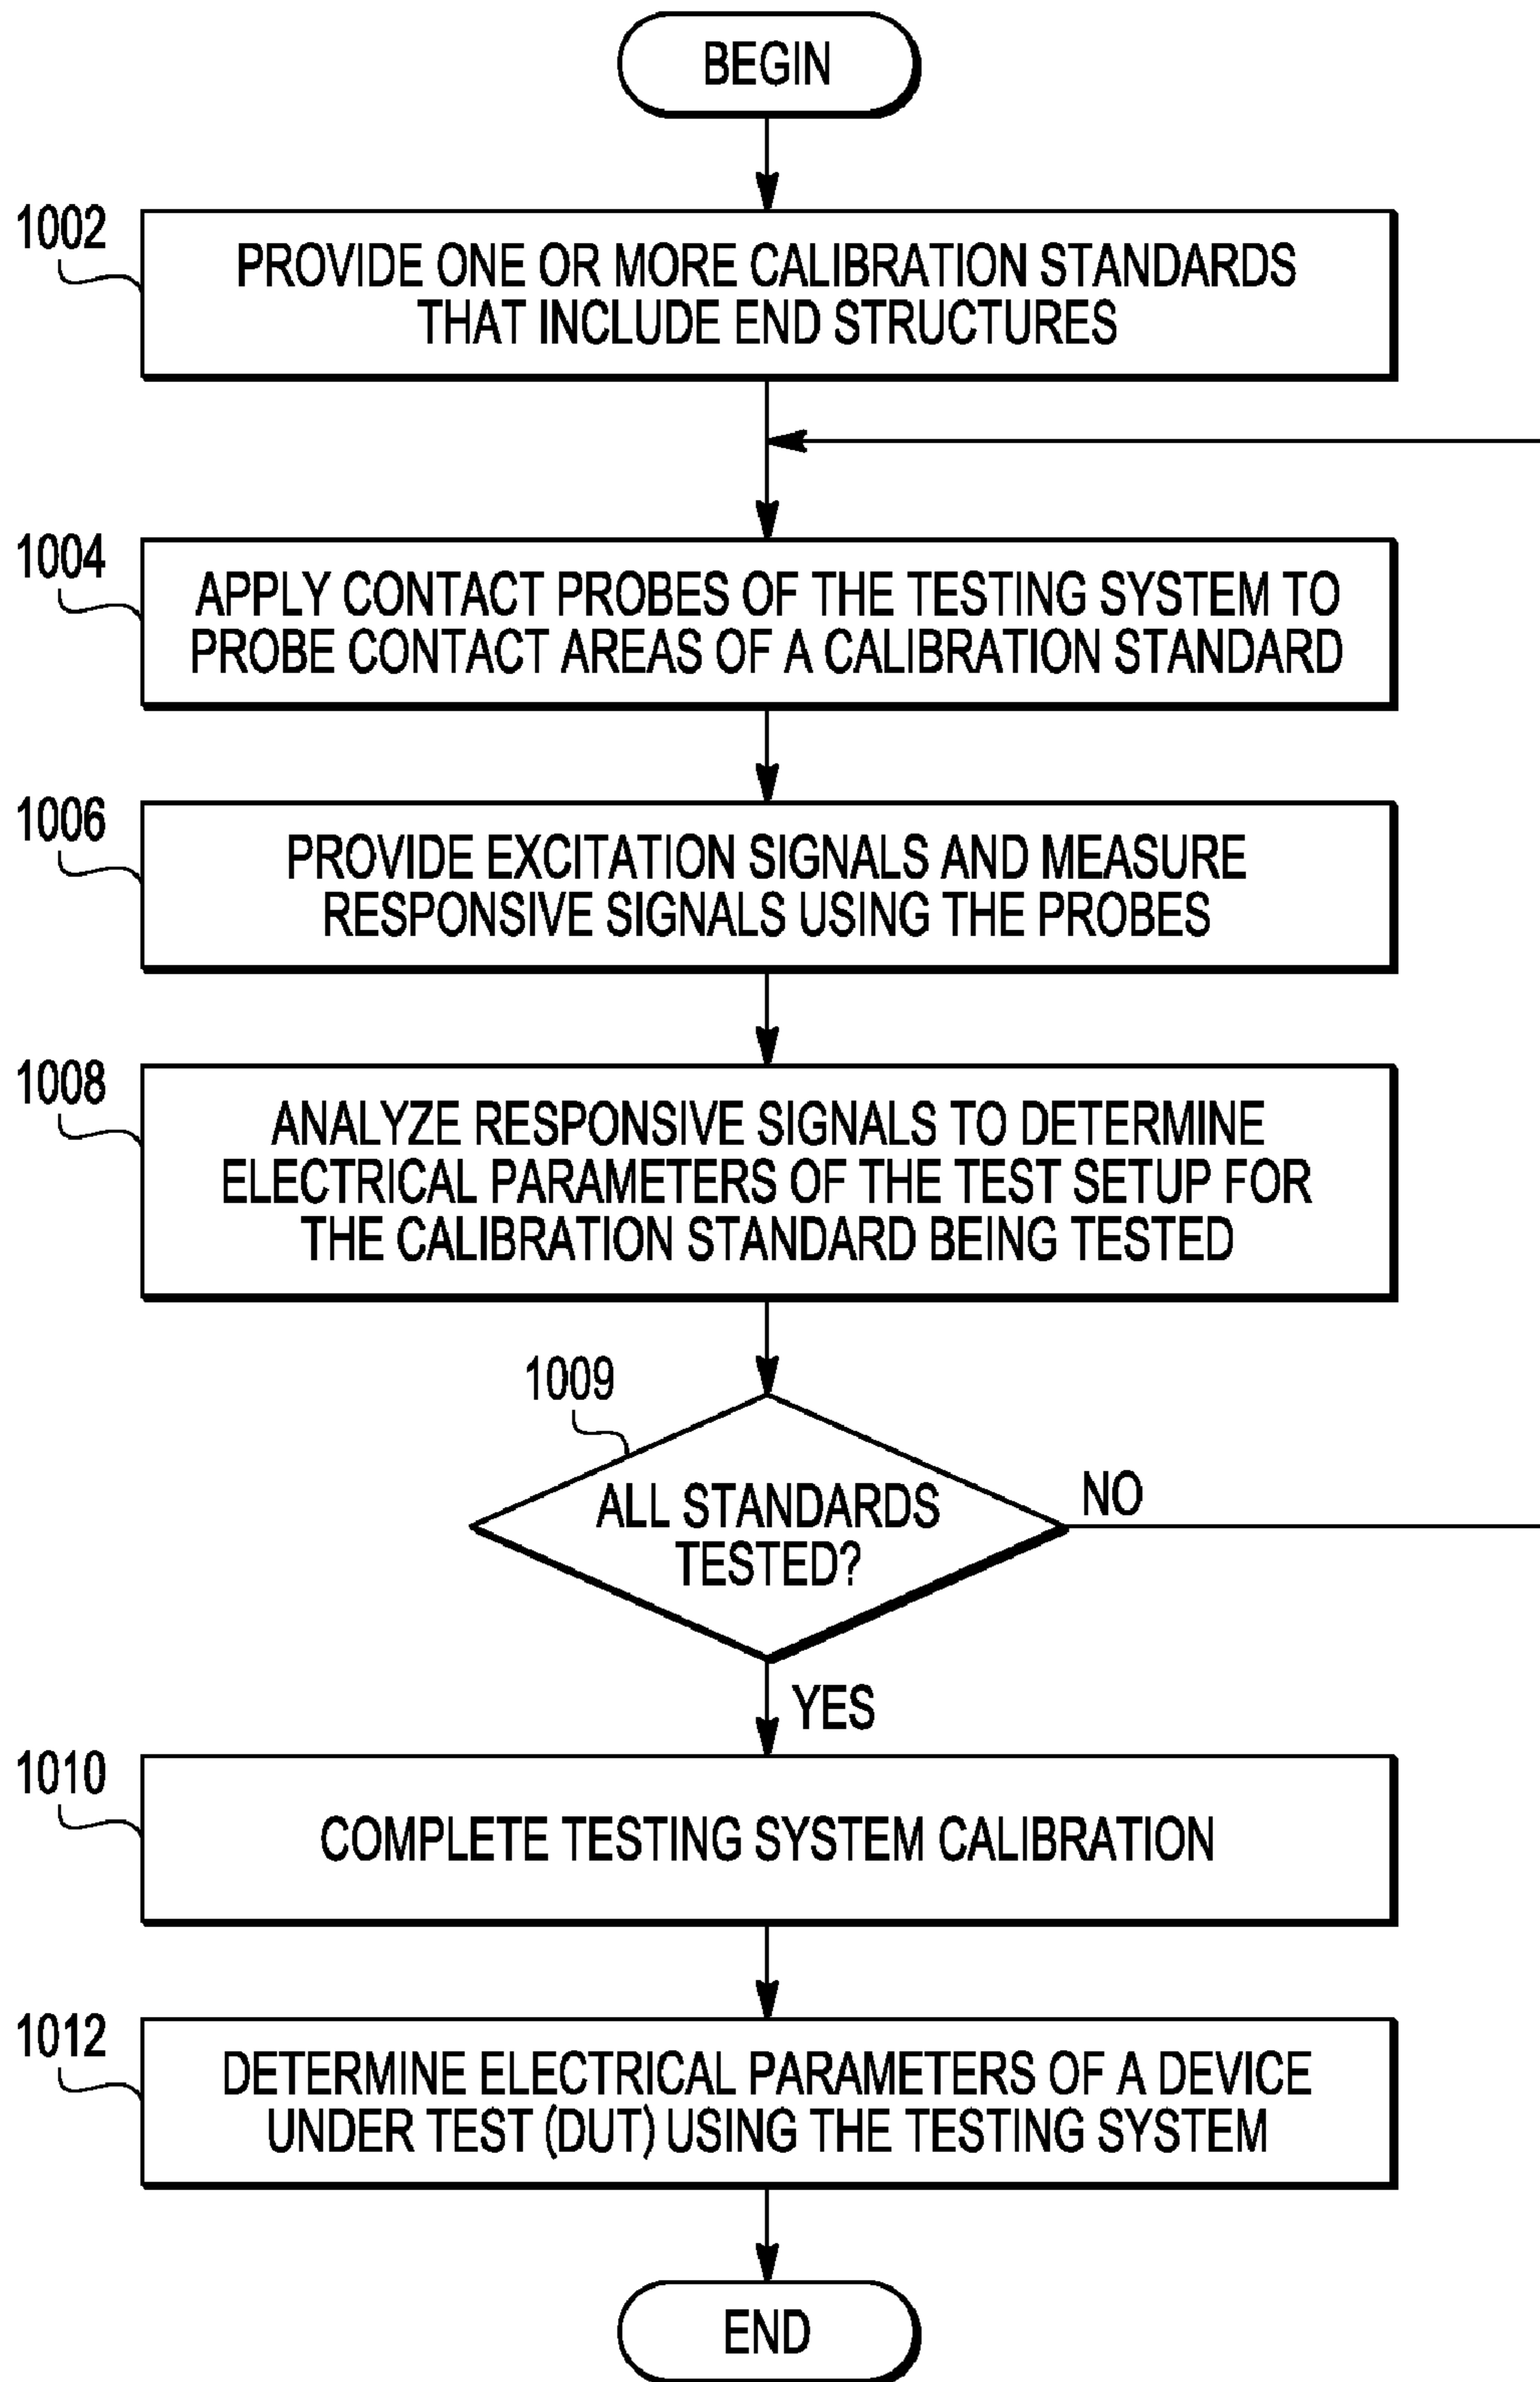 BEGIN
1002
PROVIDE ONE OR MORE CALIBRATION STANDARDS
THAT INCLUDE END STRUCTURES
1004
APPLY CONTACT PROBES OF THE TESTING SYSTEM TO
PROBE CONTACT AREAS OF A CALIBRATION STANDARD
1006
PROVIDE EXCITATION SIGNALS AND MEASURE
RESPONSIVE SIGNALS USING THE PROBES
1008
ANALYZE RESPONSIVE SIGNALS TO DETERMINE
ELECTRICAL PARAMETERS OF THE TEST SETUP FOR
THE CALIBRATION STANDARD BEING TESTED
1009
ALL STANDARDS
TESTED?
NO
YES
1010
COMPLETE TESTING SYSTEM CALIBRATION
1012
DETERMINE ELECTRICAL PARAMETERS OF A DEVICE
UNDER TEST (DUT) USING THE TESTING SYSTEM
END